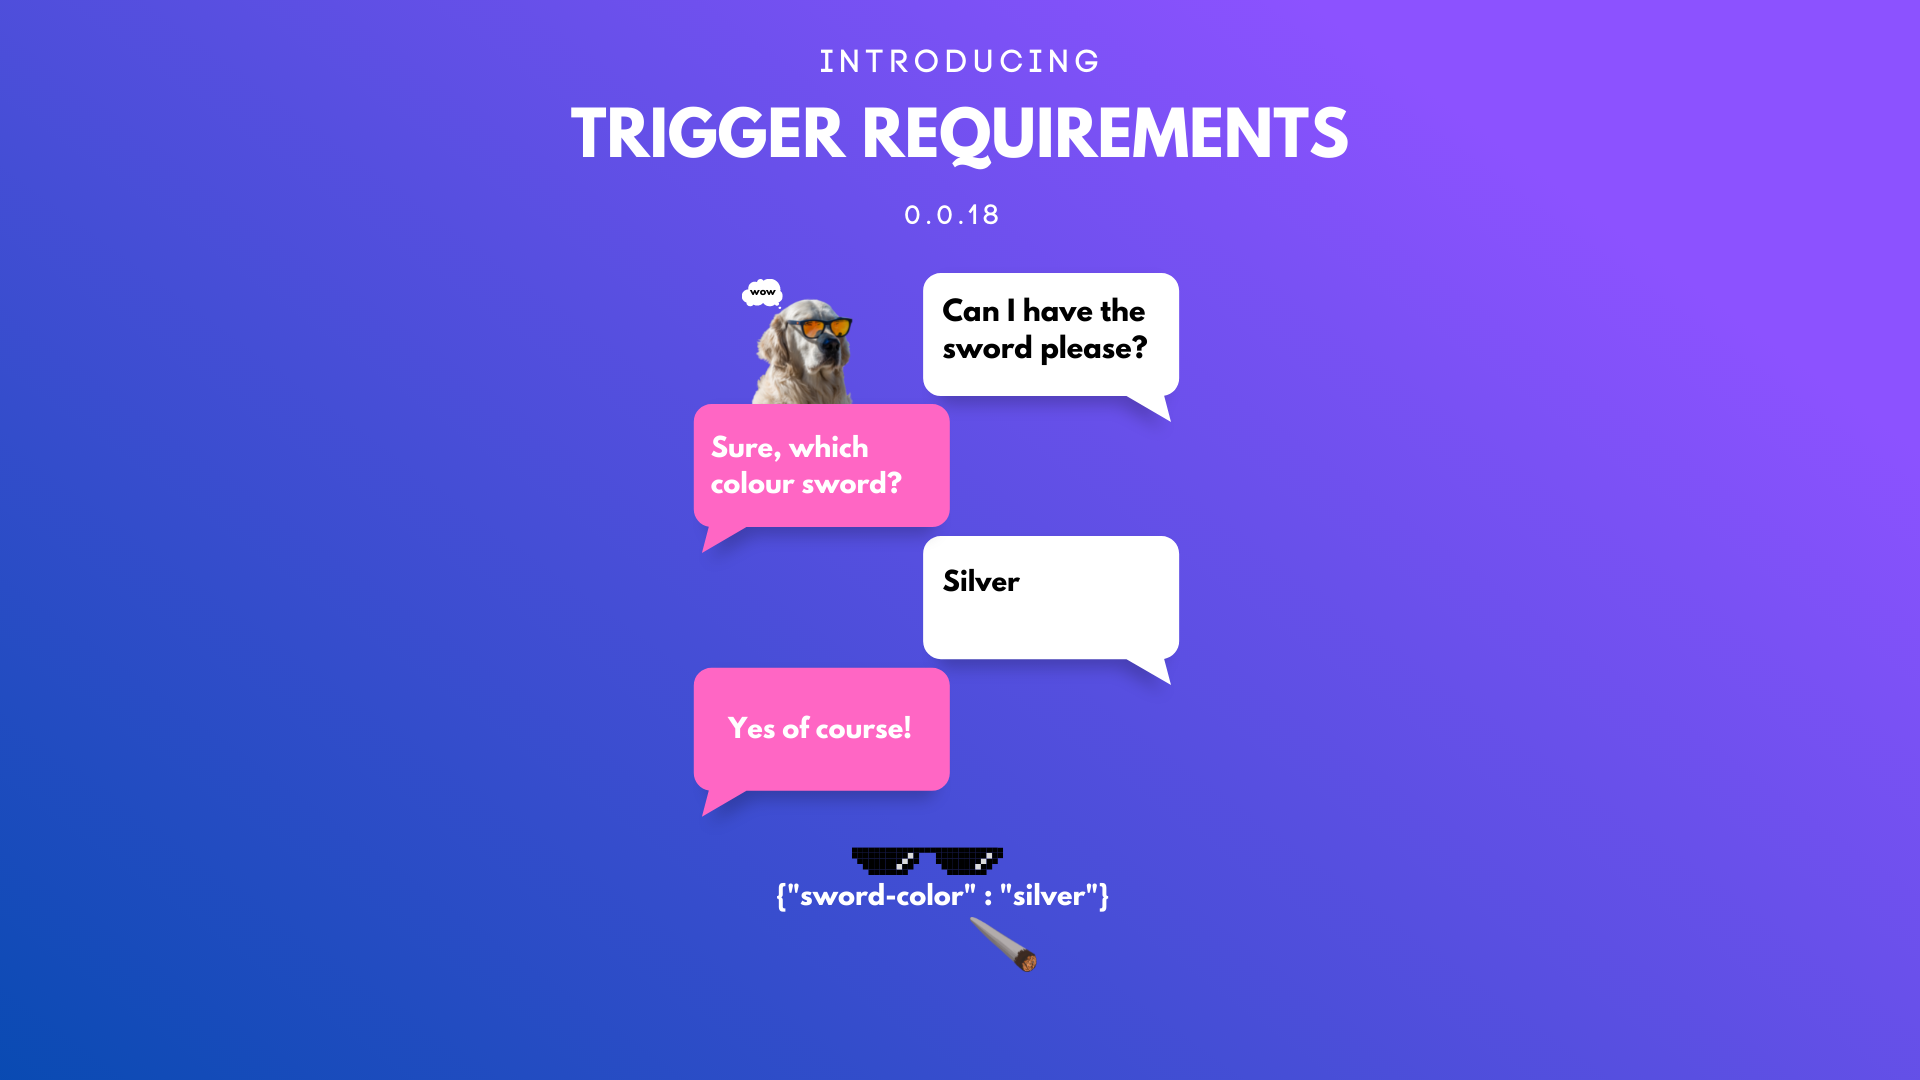 INTRODUCING
TRIGGER REQUIREMENTS
0.0.18
wow
Can I have the
sword please?
Sure, which
colour sword?
Silver
Yes of course!
{"sword-color" : "silver"}